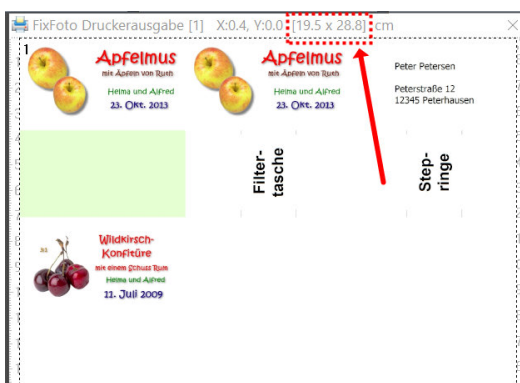 FixFoto Druckerausgabe [1] X:0.4, Y:0.0 [19.5 x 28.8] cm
1
Apfelmus
mit Äpfeln von Ruth
Helma und Alfred
23. Okt. 2013
Apfelmus
mit Äpfeln von Ruth
Helma und Alfred
23. Okt. 2013
Peter Petersen
Peterstraße 12
12345 Peterhausen
Filter-
tasche
Step-
ringe
Wildkirsch-
Konfitüre
mit einem Schuss Rum
Helma und Alfred
11. Juli 2009